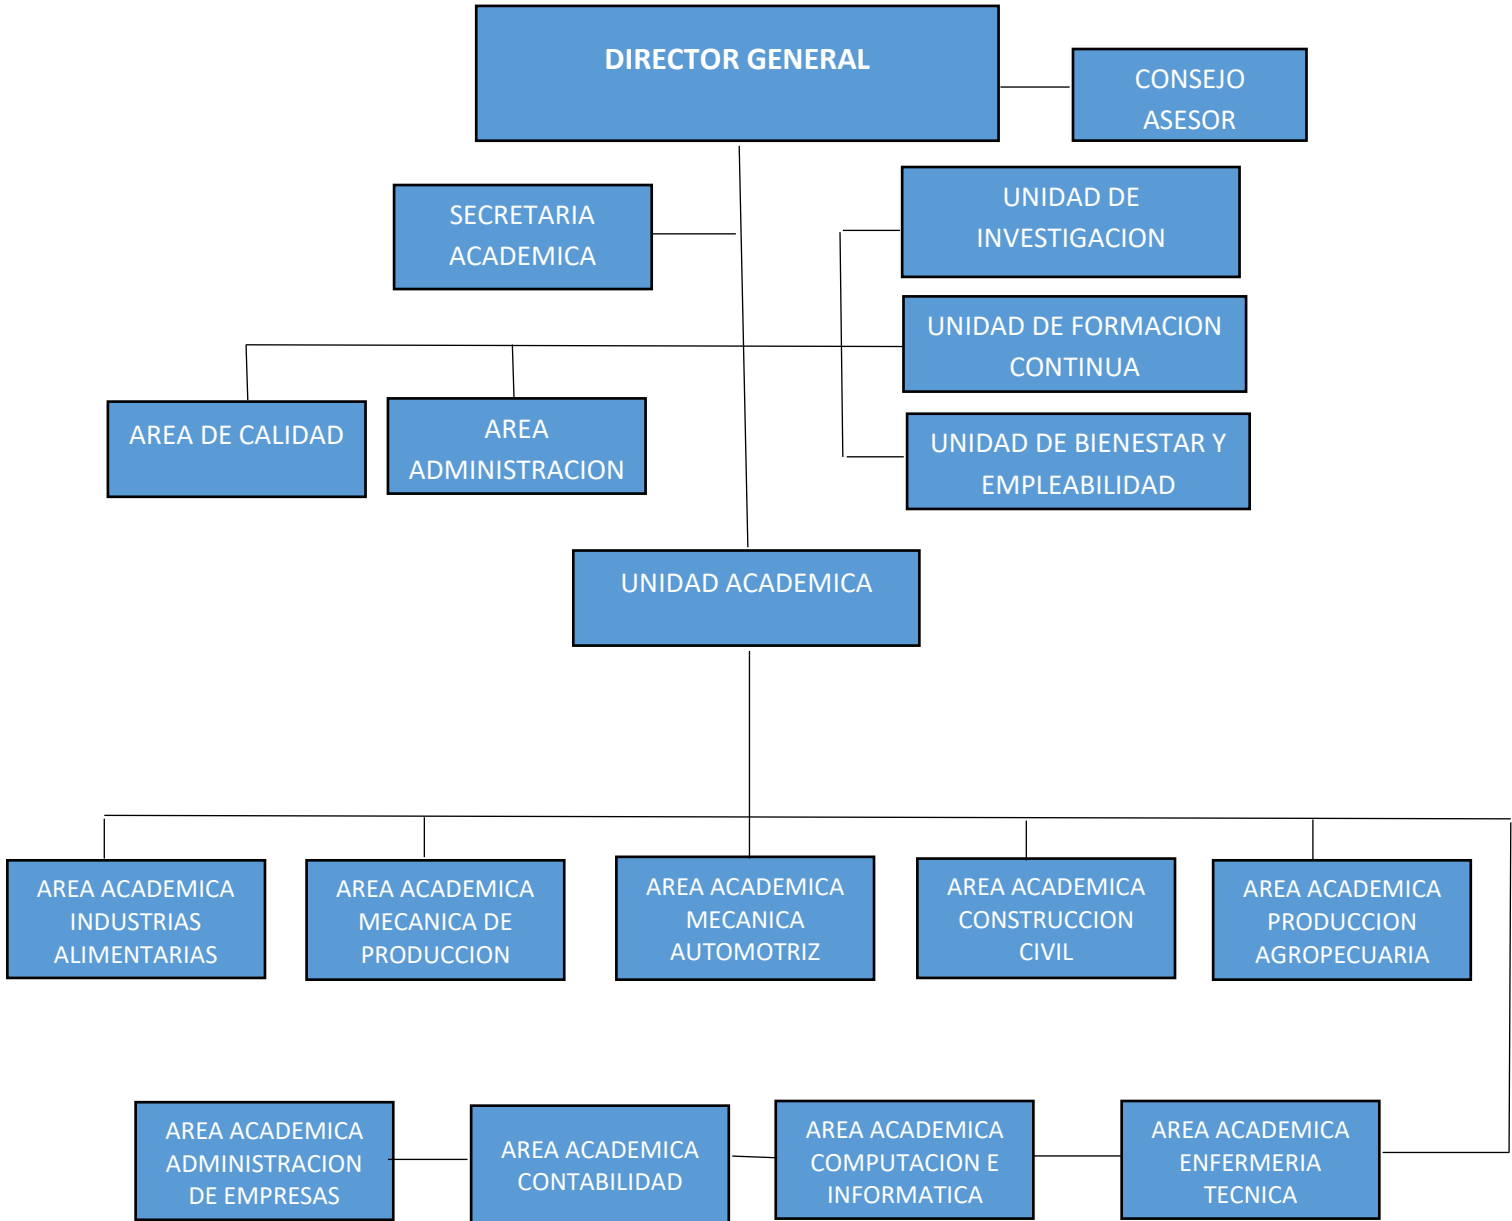 DIRECTOR GENERAL
CONSEJO
ASESOR
SECRETARIA
ACADEMICA
UNIDAD DE
INVESTIGACION
UNIDAD DE FORMACION
CONTINUA
AREA DE CALIDAD
AREA
ADMINISTRACION
UNIDAD DE BIENESTAR Y
EMPLEABILIDAD
UNIDAD ACADEMICA
AREA ACADEMICA
INDUSTRIAS
ALIMENTARIAS
AREA ACADEMICA
MECANICA DE
PRODUCCION
AREA ACADEMICA
MECANICA
AUTOMOTRIZ
AREA ACADEMICA
CONSTRUCCION
CIVIL
AREA ACADEMICA
PRODUCCION
AGROPECUARIA
AREA ACADEMICA
ADMINISTRACION
DE EMPRESAS
AREA ACADEMICA
CONTABILIDAD
AREA ACADEMICA
COMPUTACION E
INFORMATICA
AREA ACADEMICA
ENFERMERIA
TECNICA